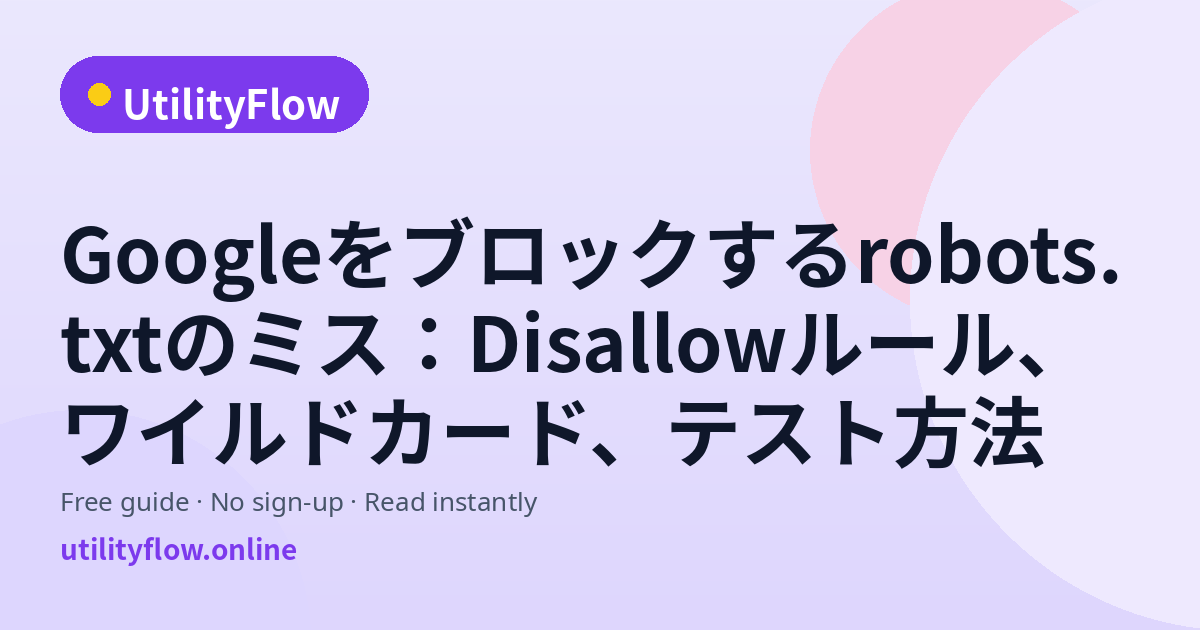 UtilityFlow
Googleをブロックするrobots.
txtのミス：Disallowルール、
ワイルドカード、テスト方法
Free guide · No sign-up · Read instantly
utilityflow.online